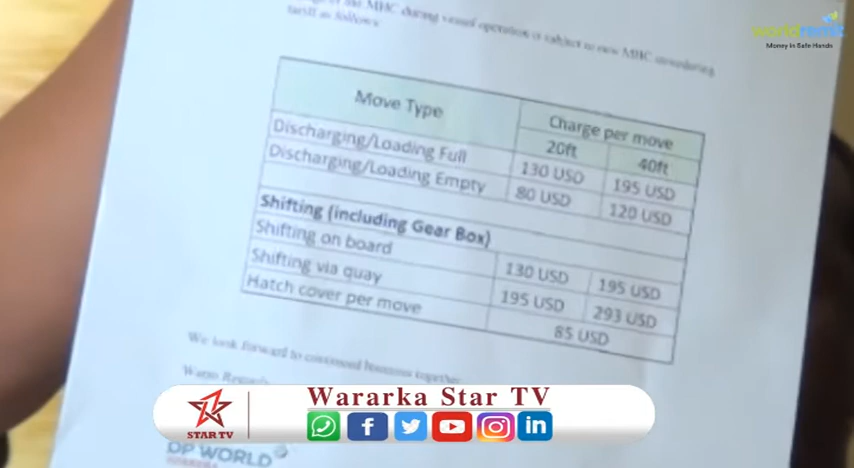 MHC during vessel operation is subject to new MHC stevedoring
tariff as follows
worldremit
Money in Safe Hands
Move Type
Charge per move
20ft
40ft
Discharging/Loading Full
130 USD
195 USD
Discharging/Loading Empty
80 USD
120 USD
Shifting (including Gear Box)
Shifting on board
130 USD
195 USD
Shifting via quay
195 USD
293 USD
Hatch cover per move
85 USD
We look forward to continued business together
Warm Regards
STAR TV
Wararka Star TV
DP WORLD